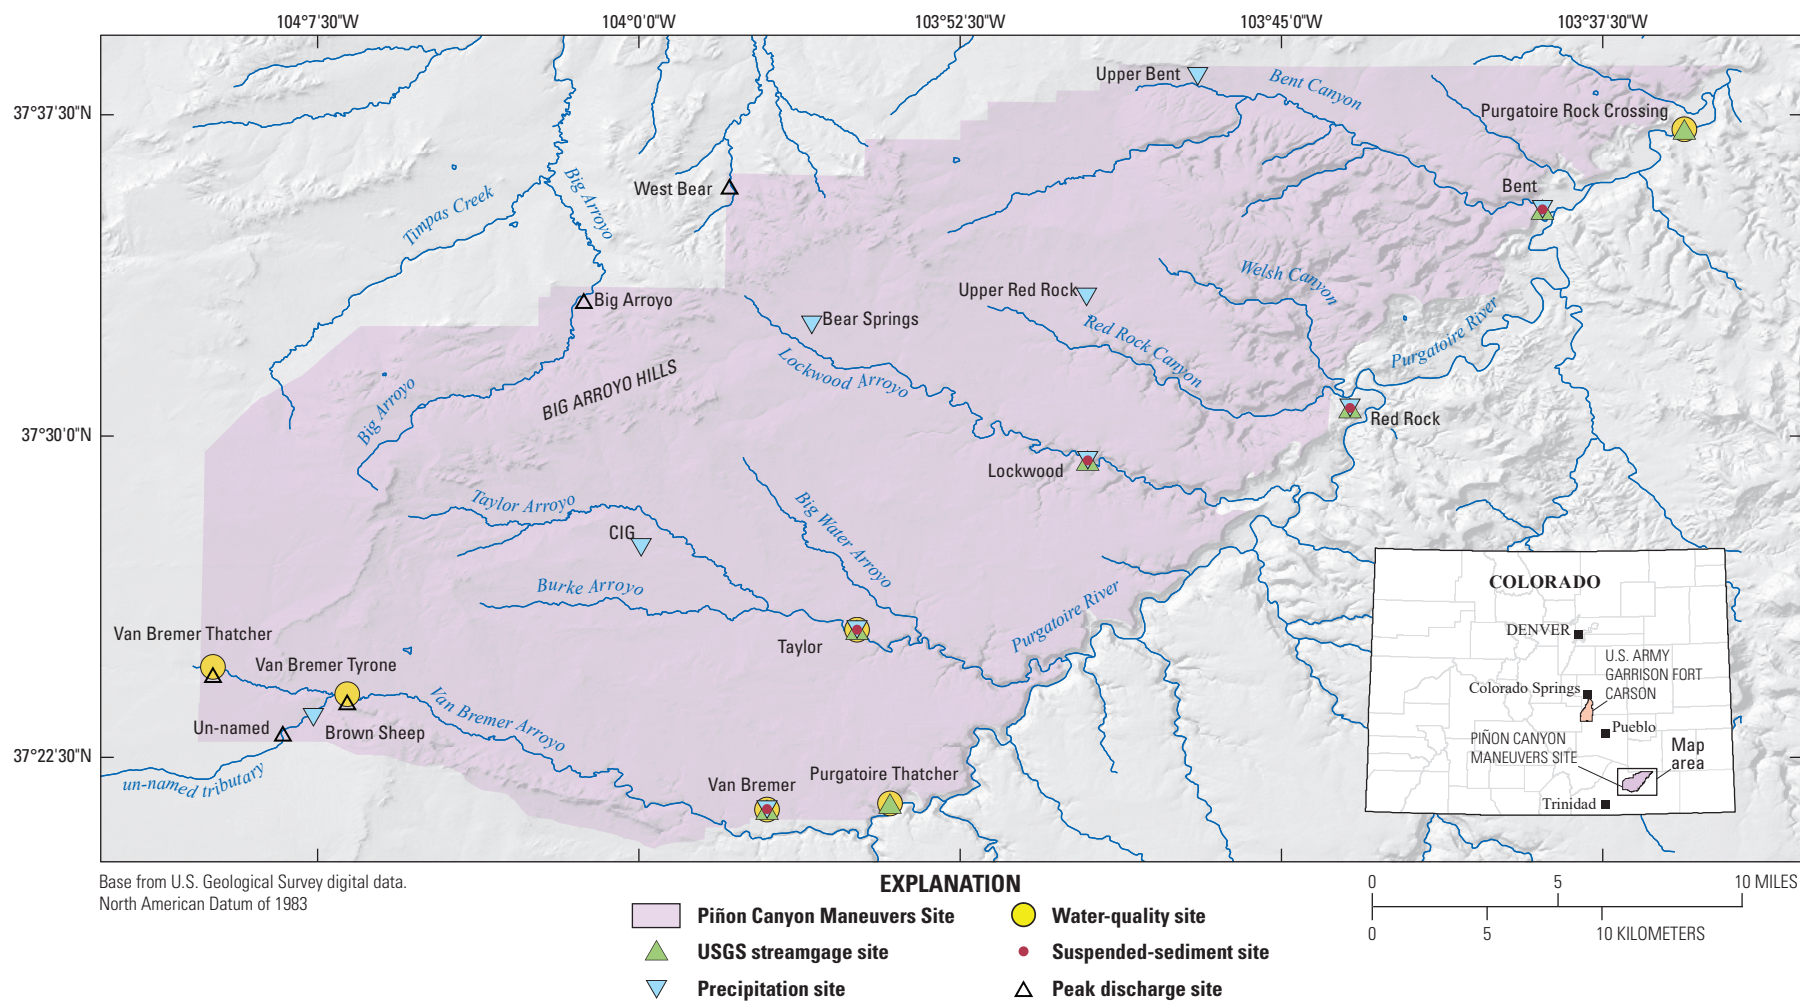 104°7'30"W
104°0'0"W
103°52'30"W
103°45'0"W
103°37'30"W
37°37'30"N
37°30'0"N
37°22'30"N
Upper Bent
Bent Canyon
Purgatoire Rock Crossing
West Bear
Big Arroyo
Timpas Creek
Bent
Welsh Canyon
Upper Red Rock
Big Arroyo
Bear Springs
Red Rock Canyon
Purgatoire River
Lockwood Arroyo
BIG ARROYO HILLS
Big Arroyo
Red Rock
Lockwood
Taylor Arroyo
Big Water Arroyo
CIG
Burke Arroyo
Purgatoire River
Van Bremer Thatcher
Taylor
Van Bremer Tyrone
Van Bremer Arroyo
Un-named
Brown Sheep
un-named tributary
Van Bremer
Purgatoire Thatcher
COLORADO
DENVER
U.S. ARMY
GARRISON FORT
CARSON
Colorado Springs
Pueblo
PIÑON CANYON
MANEUVERS SITE
Map
area
Trinidad
Base from U.S. Geological Survey digital data.
North American Datum of 1983
EXPLANATION
Piñon Canyon Maneuvers Site
USGS streamgage site
Precipitation site
Water-quality site
Suspended-sediment site
Peak discharge site
0 5 10 MILES
0 5 10 KILOMETERS